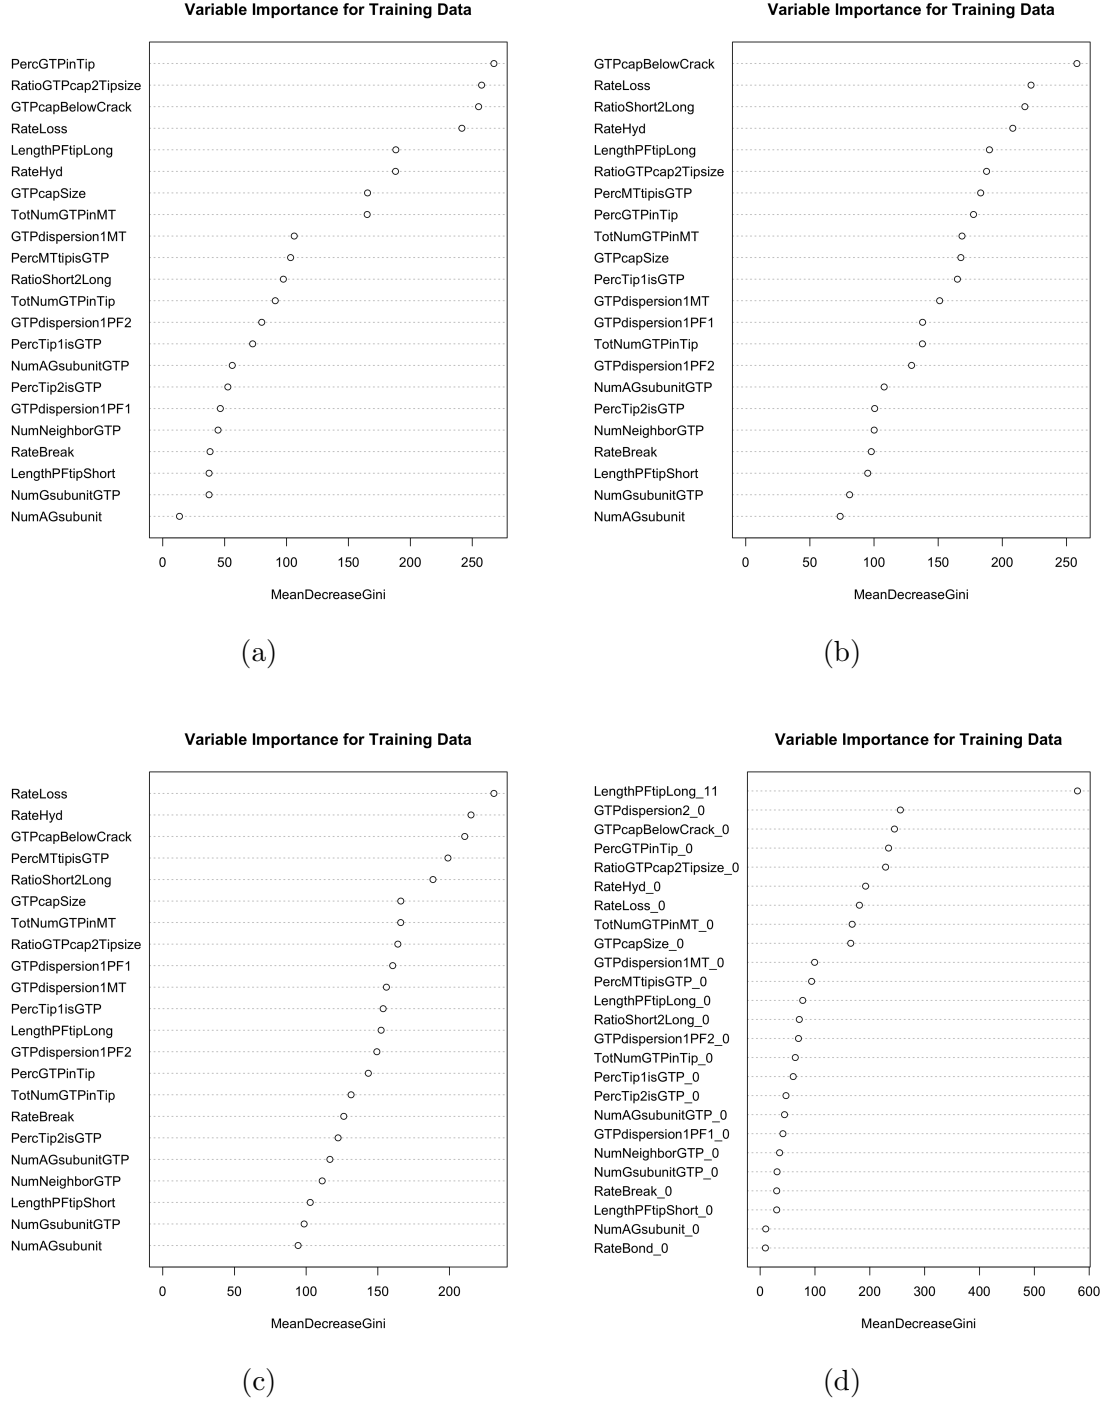 Variable Importance for Training Data
PercGTPinTip
RatioGTPcap2Tipsize
GTPcapBelowCrack
RateLoss
LengthPFtipLong
RateHyd
GTPcapSize
TotNumGTPinMT
GTPdispersion1MT
PercMTtipisGTP
RatioShort2Long
TotNumGTPinTip
GTPdispersion1PF2
PercTip1isGTP
NumAGsubunitGTP
PercTip2isGTP
GTPdispersion1PF1
NumNeighborGTP
RateBreak
LengthPFtipShort
NumGsubunitGTP
NumAGsubunit
0 50 100 150 200 250
MeanDecreaseGini
(a)
Variable Importance for Training Data
GTPcapBelowCrack
RateLoss
RatioShort2Long
RateHyd
LengthPFtipLong
RatioGTPcap2Tipsize
PercMTtipisGTP
PercGTPinTip
TotNumGTPinMT
GTPcapSize
PercTip1isGTP
GTPdispersion1MT
GTPdispersion1PF1
TotNumGTPinTip
GTPdispersion1PF2
NumAGsubunitGTP
PercTip2isGTP
NumNeighborGTP
RateBreak
LengthPFtipShort
NumGsubunitGTP
NumAGsubunit
0 50 100 150 200 250
MeanDecreaseGini
(b)
Variable Importance for Training Data
RateLoss
RateHyd
GTPcapBelowCrack
PercMTtipisGTP
RatioShort2Long
GTPcapSize
TotNumGTPinMT
RatioGTPcap2Tipsize
GTPdispersion1PF1
GTPdispersion1MT
PercTip1isGTP
LengthPFtipLong
GTPdispersion1PF2
PercGTPinTip
TotNumGTPinTip
RateBreak
PercTip2isGTP
NumAGsubunitGTP
NumNeighborGTP
LengthPFtipShort
NumGsubunitGTP
NumAGsubunit
0 50 100 150 200
MeanDecreaseGini
(c)
Variable Importance for Training Data
LengthPFtipLong_11
GTPdispersion2_0
GTPcapBelowCrack_0
PercGTPinTip_0
RatioGTPcap2Tipsize_0
RateHyd_0
RateLoss_0
TotNumGTPinMT_0
GTPcapSize_0
GTPdispersion1MT_0
PercMTtipisGTP_0
LengthPFtipLong_0
RatioShort2Long_0
GTPdispersion1PF2_0
TotNumGTPinTip_0
PercTip1isGTP_0
PercTip2isGTP_0
NumAGsubunitGTP_0
GTPdispersion1PF1_0
NumNeighborGTP_0
NumGsubunitGTP_0
RateBreak_0
LengthPFtipShort_0
NumAGsubunit_0
RateBond_0
0 100 200 300 400 500 600
MeanDecreaseGini
(d)